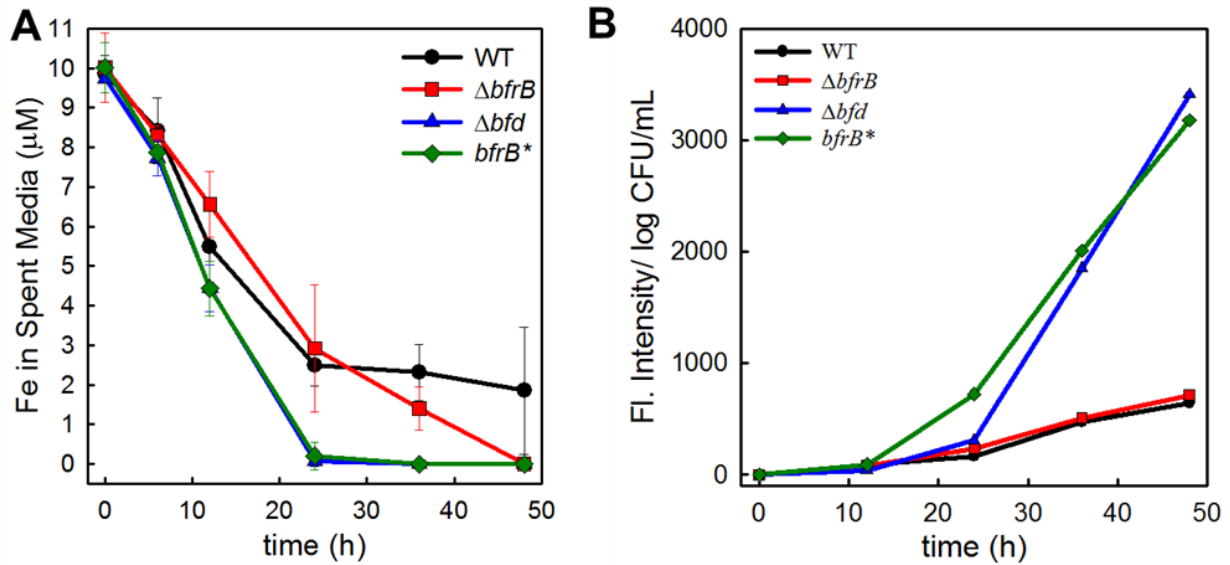 A
Fe in Spent Media (μM)
11
10
9
8
7
6
5
4
3
2
1
0
0 10 20 30 40 50
time (h)
WT
ΔbfrB
Δbfd
bfrB*
B
Fl. Intensity/ log CFU/mL
4000
3000
2000
1000
0
0 10 20 30 40 50
time (h)
WT
ΔbfrB
Δbfd
bfrB*